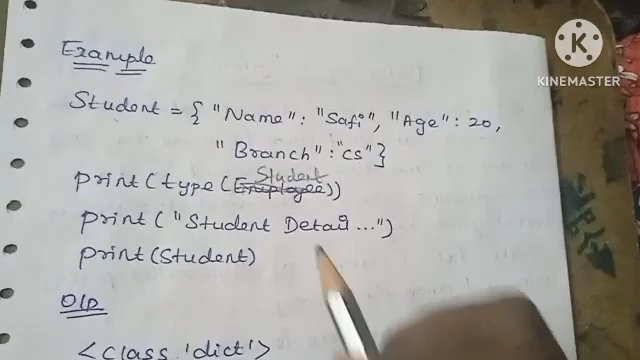 Example
Student = { "Name": "Safi", "Age": 20,
"Branch": "cs" }
Student
print(type(Employee))
print("Student Detail...")
print(Student)
O/P
<class 'dict'>
K
KINEMASTER